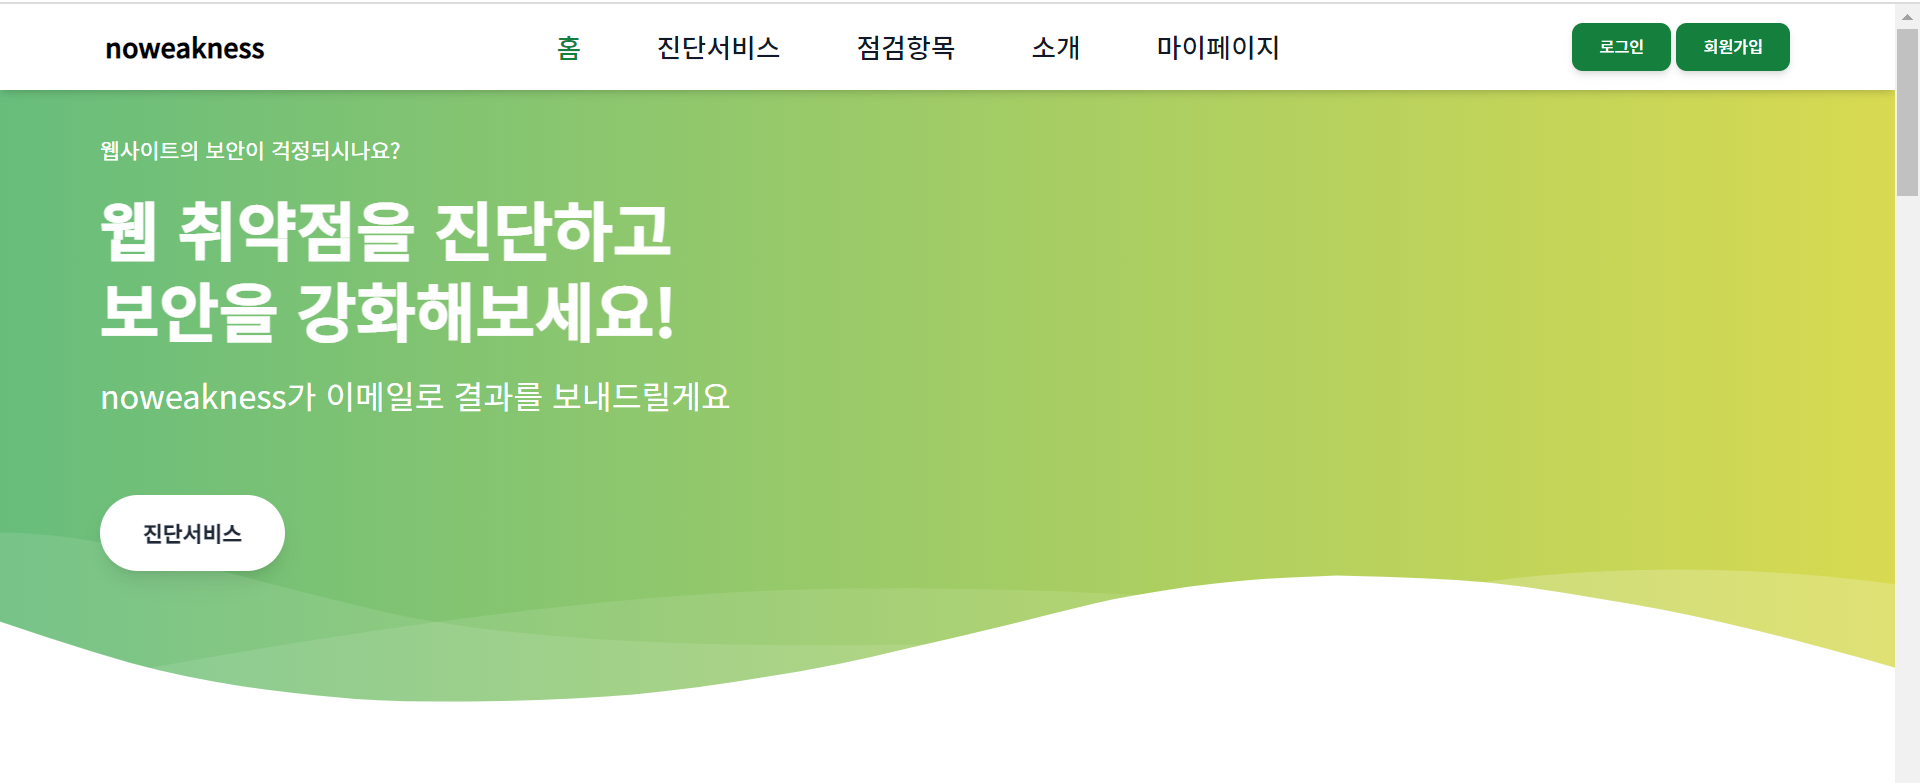 noweakness 홈 진단서비스 점검항목 소개 마이페이지 로그인 회원가입
웹사이트의 보안이 걱정되시나요?
웹 취약점을 진단하고
보안을 강화해보세요!
noweakness가 이메일로 결과를 보내드릴게요
진단서비스